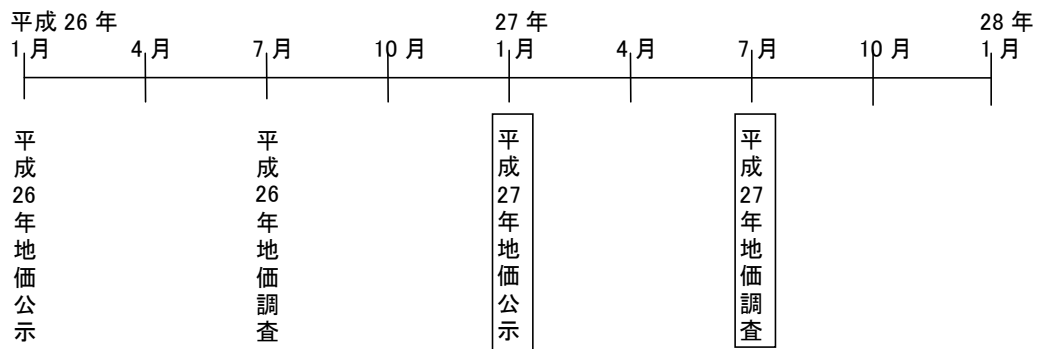 平成 26 年 27 年 28 年
1 月 4 月 7 月 10 月 1 月 4 月 7 月 10 月 1 月
平成26年地価公示
平成26年地価調査
平成27年地価公示
平成27年地価調査